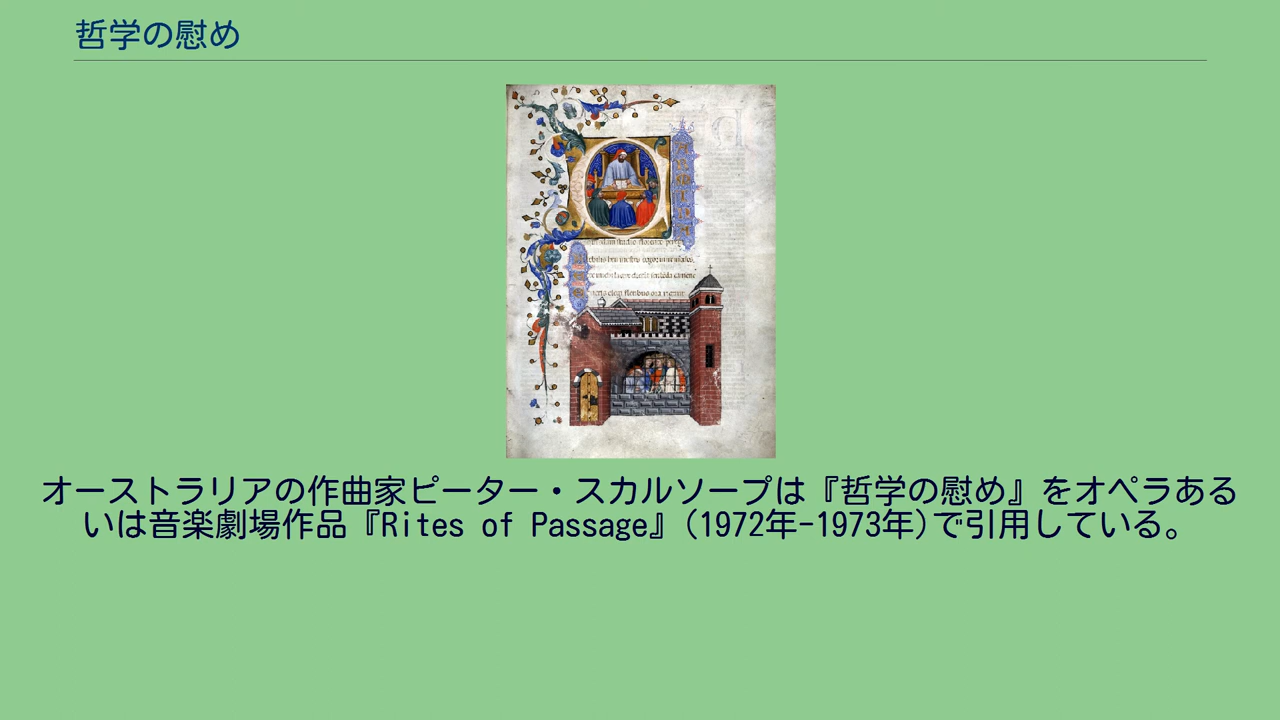 哲学の慰め
オーストラリアの作曲家ピーター・スカルソープは『哲学の慰め』をオペラある
いは音楽劇場作品『Rites of Passage』(1972年-1973年)で引用している。